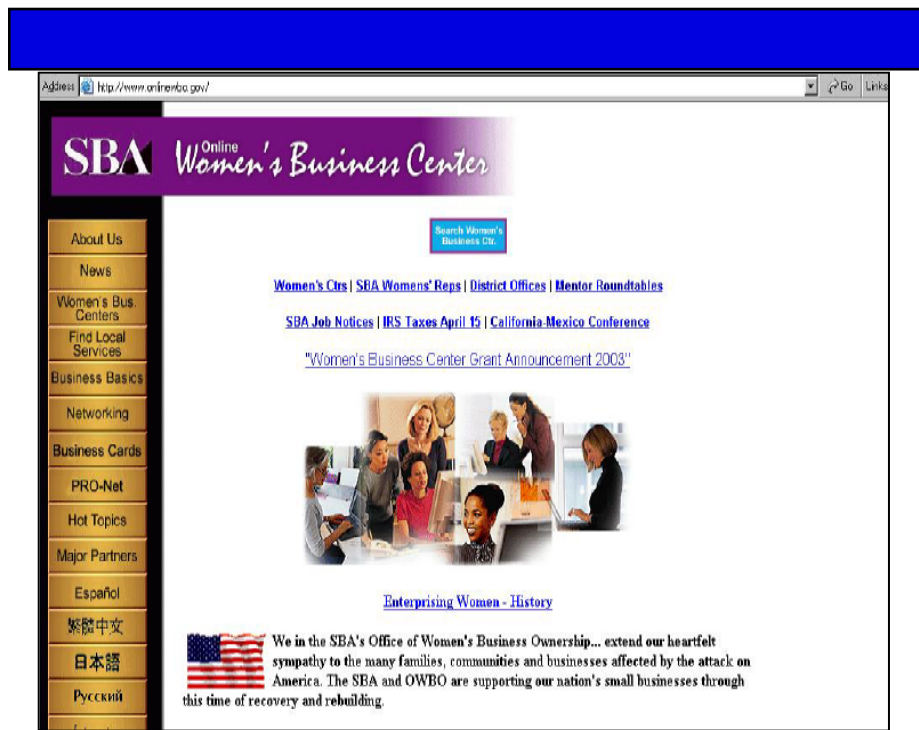 Address http://www.onlinewbc.gov/ Go Links
SBA Online Women's Business Center
Search Women's
Business Ctr.
About Us
News
Women's Bus.
Centers
Find Local
Services
Business Basics
Networking
Business Cards
PRO-Net
Hot Topics
Major Partners
Español
繁體中文
日本語
Русский
Women's Ctrs | SBA Womens' Reps | District Offices | Mentor Roundtables
SBA Job Notices | IRS Taxes April 15 | California-Mexico Conference
"Women's Business Center Grant Announcement 2003"
Enterprising Women - History
We in the SBA's Office of Women's Business Ownership... extend our heartfelt
sympathy to the many families, communities and businesses affected by the attack on
America. The SBA and OWBO are supporting our nation's small businesses through
this time of recovery and rebuilding.